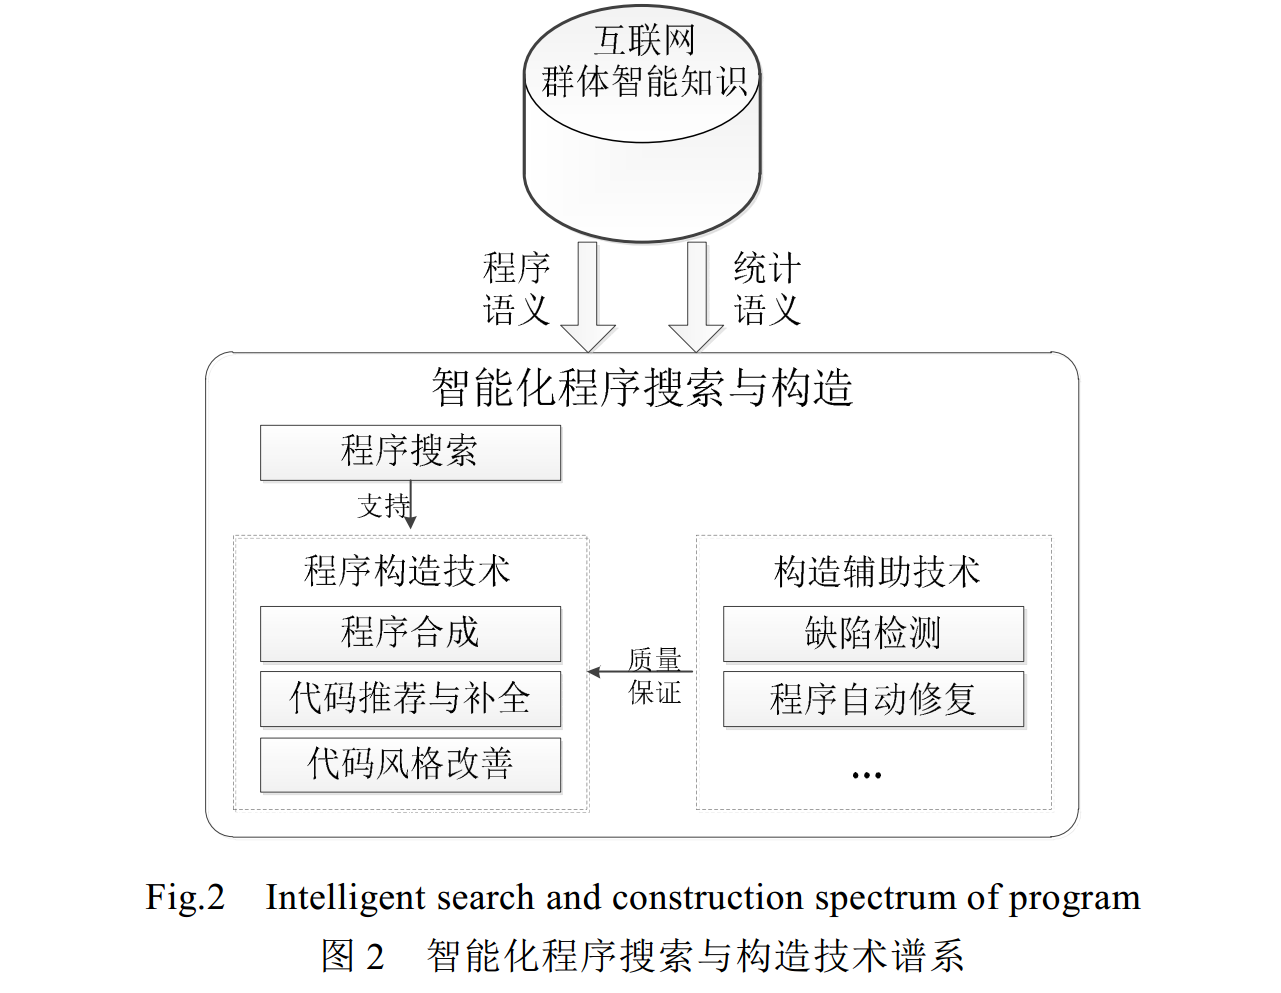 互联网
群体智能知识
程序
语义
统计
语义
智能化程序搜索与构造
程序搜索
支持
程序构造技术
程序合成
代码推荐与补全
代码风格改善
质量
保证
构造辅助技术
缺陷检测
程序自动修复
...
Fig.2 Intelligent search and construction spectrum of program
图 2 智能化程序搜索与构造技术谱系